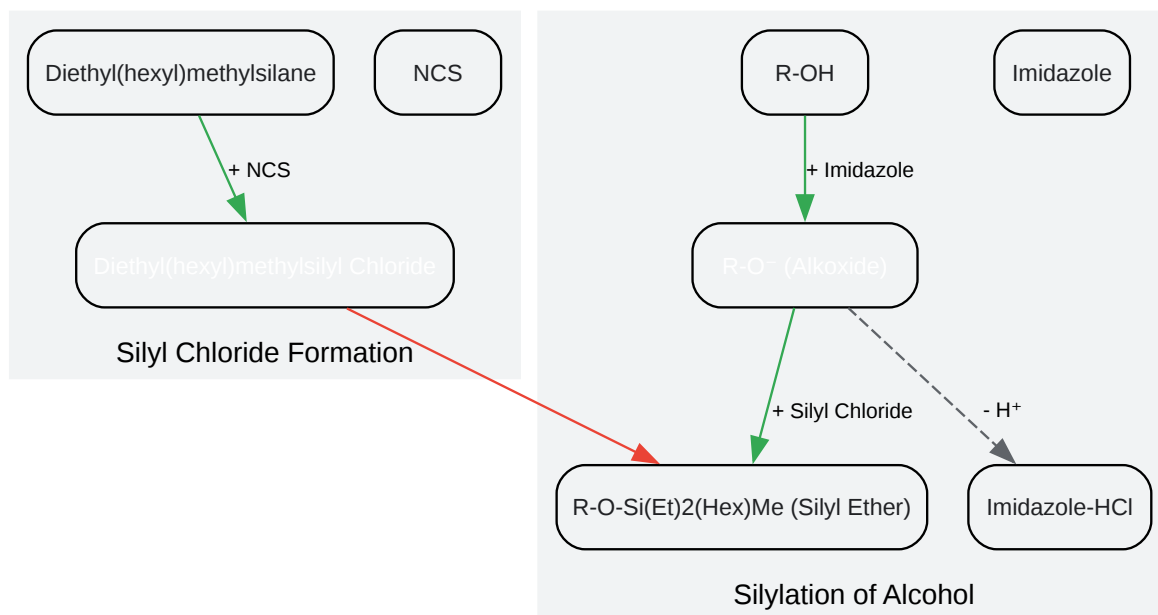 Diethyl(hexyl)methylsilane
NCS
R-OH
Imidazole
+ NCS
+ Imidazole
Diethyl(hexyl)methylsilyl Chloride
R-O⁻ (Alkoxide)
Silyl Chloride Formation
+ Silyl Chloride
- H⁺
R-O-Si(Et)2(Hex)Me (Silyl Ether)
Imidazole-HCl
Silylation of Alcohol